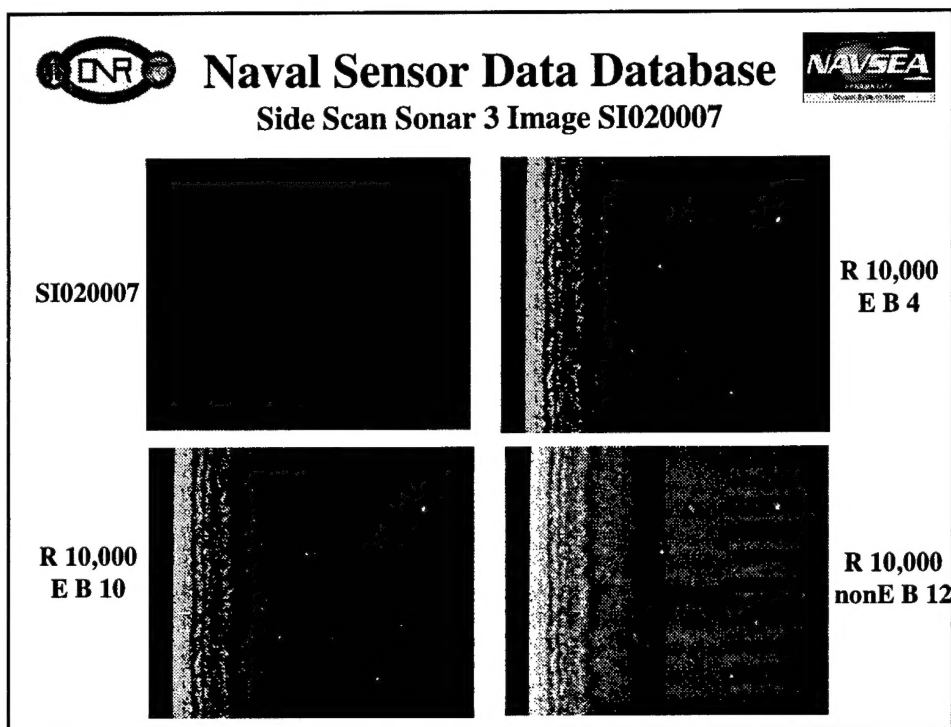 ONR
Naval Sensor Data Database
NAVSEA
Side Scan Sonar 3 Image SI020007
SI020007
R 10,000
E B 4
R 10,000
E B 10
R 10,000
nonE B 12